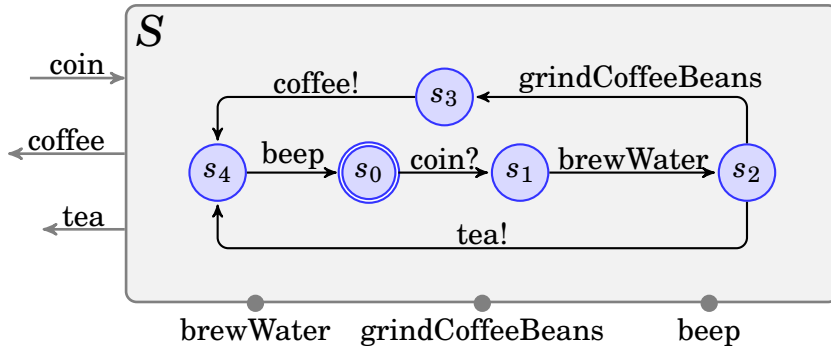 S
coin
coffee! s3 grindCoffeeBeans
coffee
s4 beep s0 coin? s1 brewWater s2
tea
tea!
brewWater grindCoffeeBeans beep